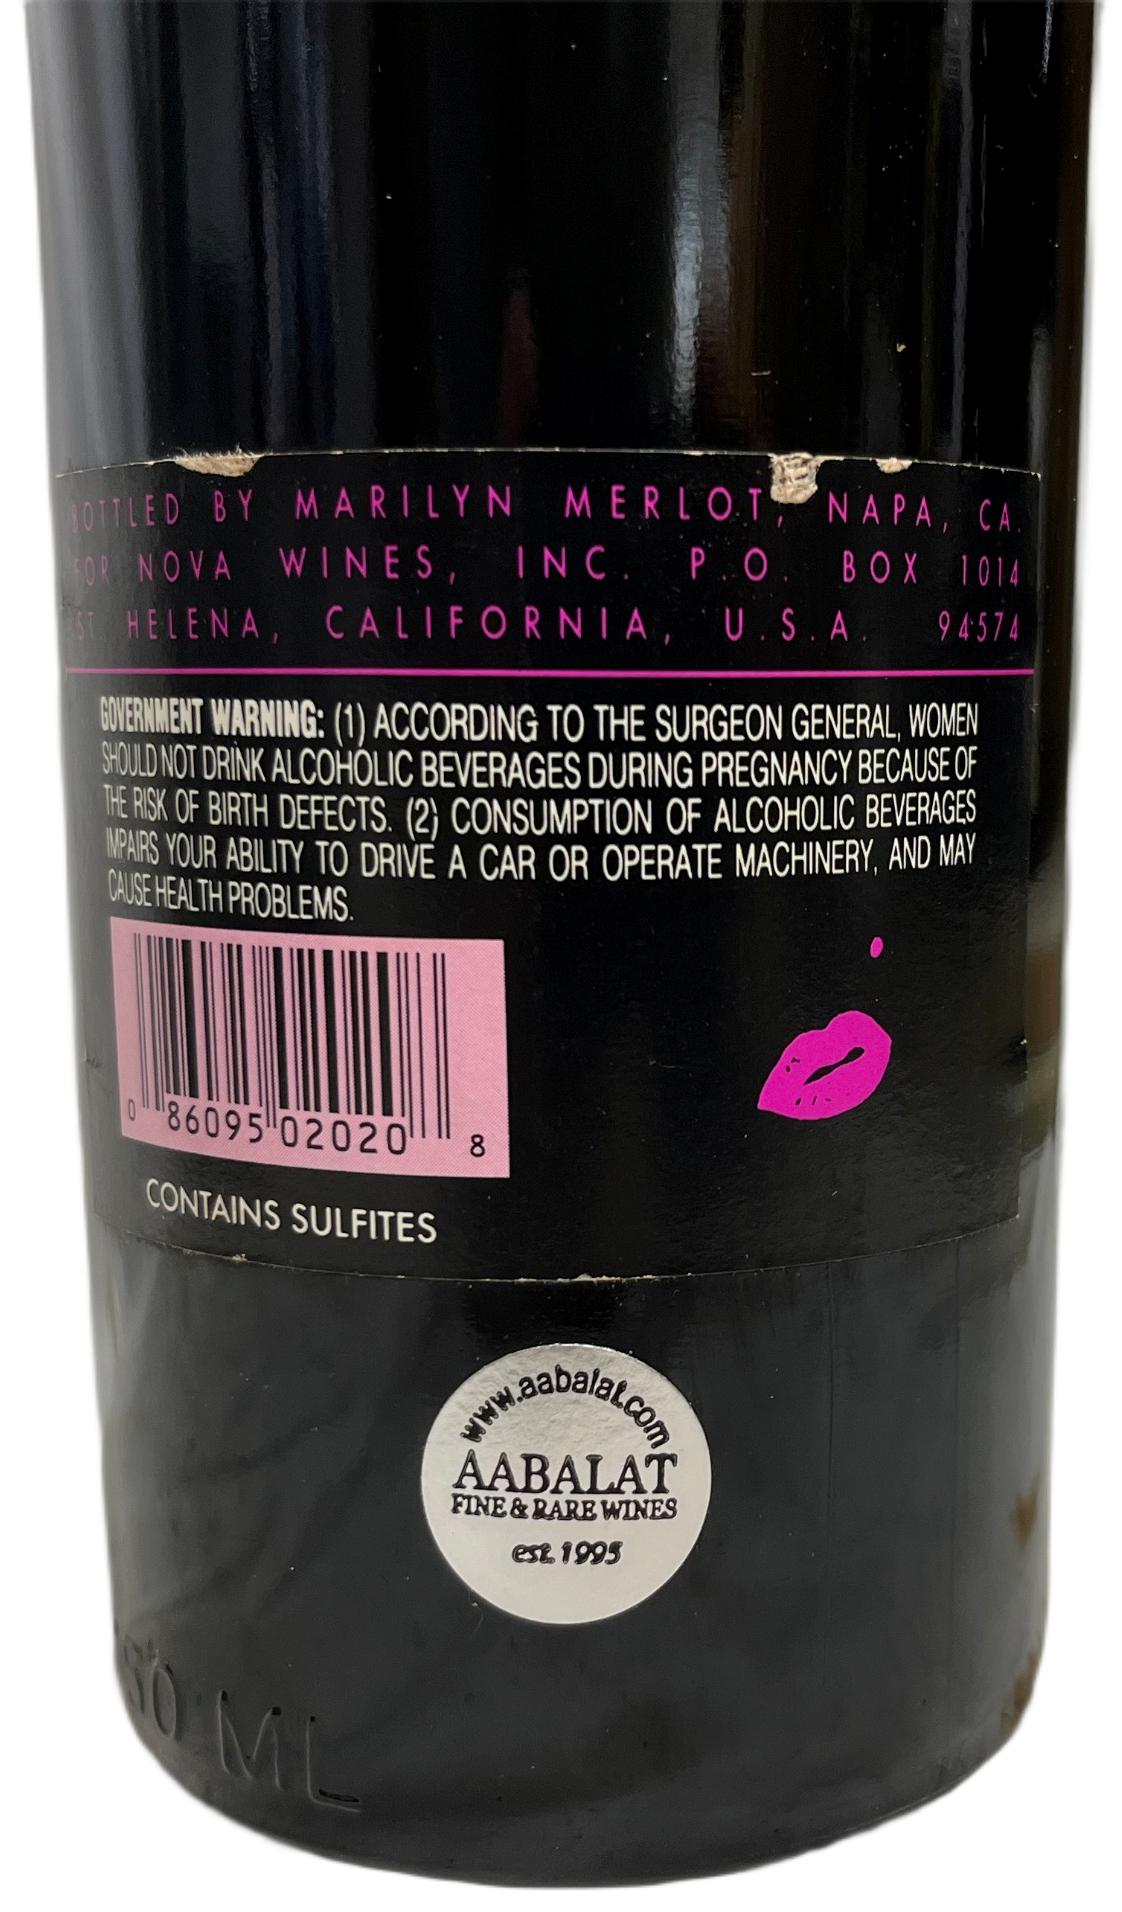 BOTTLED BY MARILYN MERLOT, NAPA, CA.
FOR NOVA WINES, INC. P.O. BOX 1014
ST. HELENA, CALIFORNIA, U.S.A. 94574
GOVERNMENT WARNING: (1) ACCORDING TO THE SURGEON GENERAL, WOMEN
SHOULD NOT DRINK ALCOHOLIC BEVERAGES DURING PREGNANCY BECAUSE OF
THE RISK OF BIRTH DEFECTS. (2) CONSUMPTION OF ALCOHOLIC BEVERAGES
IMPAIRS YOUR ABILITY TO DRIVE A CAR OR OPERATE MACHINERY, AND MAY
CAUSE HEALTH PROBLEMS.
0 86095 02020 8
CONTAINS SULFITES
www.aabalat.com
AABALAT
FINE & RARE WINES
est. 1995
750 ML